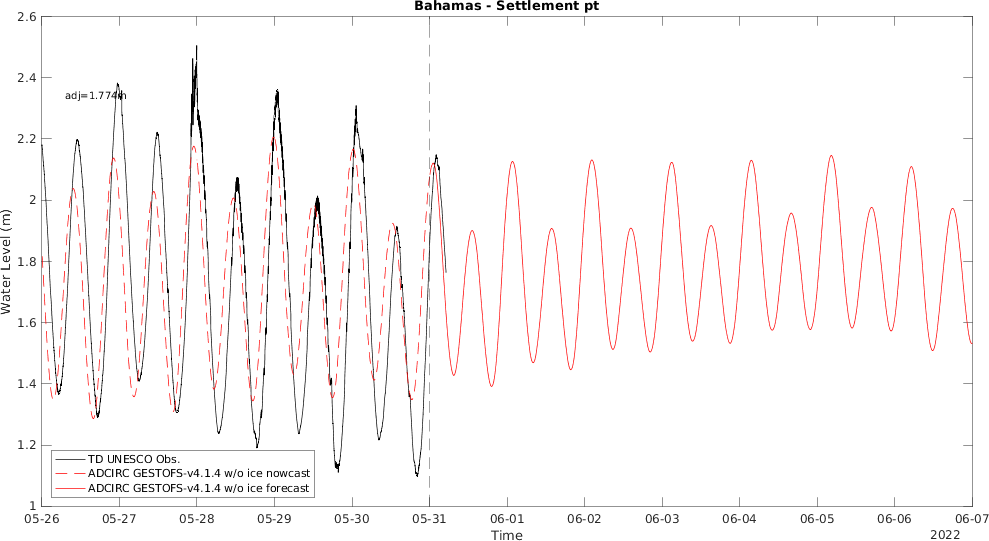 Bahamas - Settlement pt
2.6
2.4
adj=1.774m
2.2
2
1.8
1.6
1.4
1.2
1
Water Level (m)
TD UNESCO Obs.
ADCIRC GESTOFS-v4.1.4 w/o ice nowcast
ADCIRC GESTOFS-v4.1.4 w/o ice forecast
05-26 05-27 05-28 05-29 05-30 05-31 06-01 06-02 06-03 06-04 06-05 06-06 06-07
Time
2022